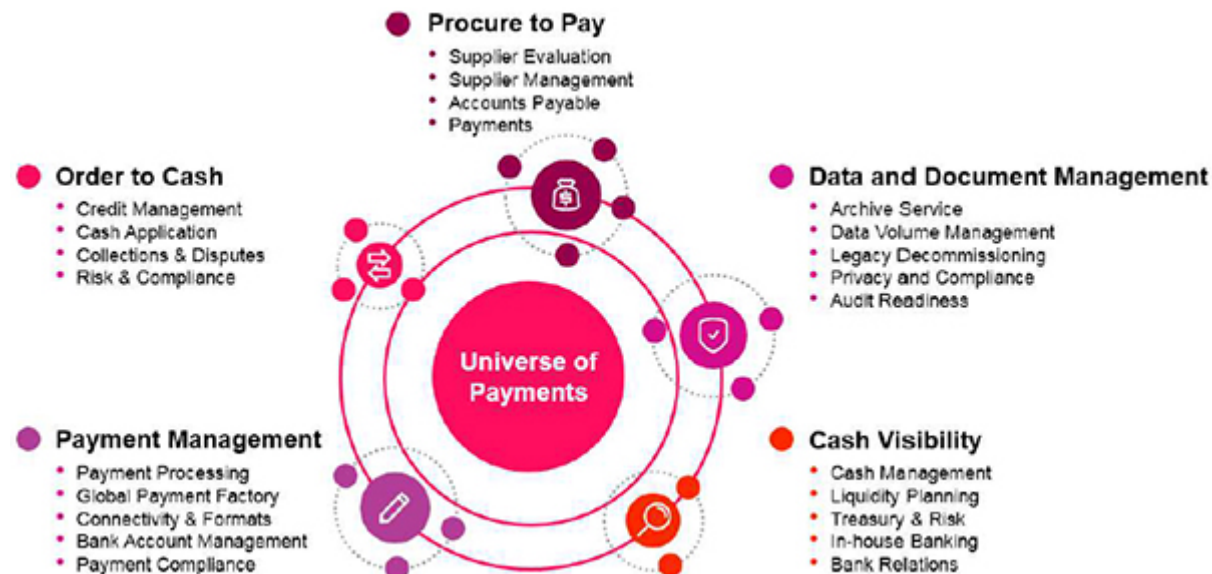 Procure to Pay
Supplier Evaluation
Supplier Management
Accounts Payable
Payments
Order to Cash
Credit Management
Cash Application
Collections & Disputes
Risk & Compliance
Data and Document Management
Archive Service
Data Volume Management
Legacy Decommissioning
Privacy and Compliance
Audit Readiness
Universe of
Payments
Payment Management
Payment Processing
Global Payment Factory
Connectivity & Formats
Bank Account Management
Payment Compliance
Cash Visibility
Cash Management
Liquidity Planning
Treasury & Risk
In-house Banking
Bank Relations